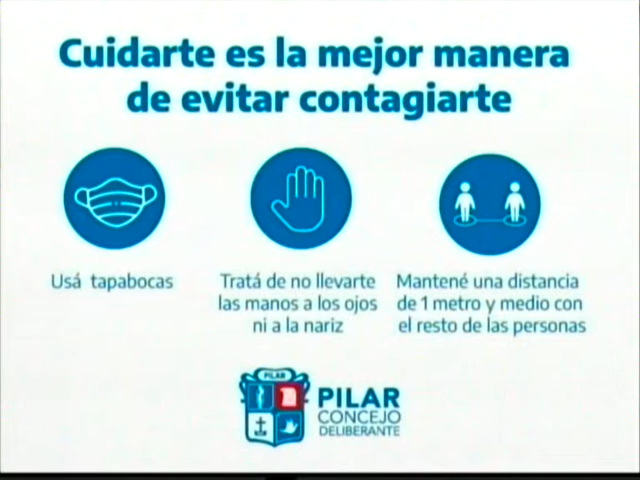 Cuidarte es la mejor manera
de evitar contagiarte
Usá tapabocas
Tratá de no llevarte
las manos a los ojos
ni a la nariz
Mantené una distancia
de 1 metro y medio con
el resto de las personas
PILAR
PILAR
CONCEJO
DELIBERANTE